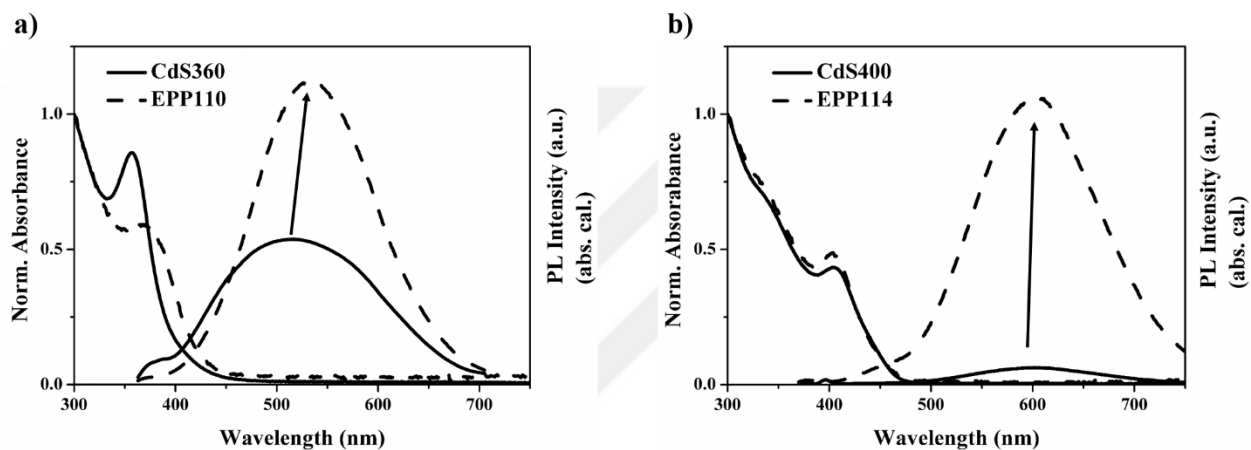 a)
CdS360
EPP110
1.0
0.5
0.0
Norm. Absorbance
PL Intensity (a.u.)
(abs. cal.)
300 400 500 600 700
Wavelength (nm)
b)
CdS400
EPP114
1.0
0.5
0.0
Norm. Absorabance
PL Intensity (a.u.)
(abs. cal.)
300 400 500 600 700
Wavelength (nm)